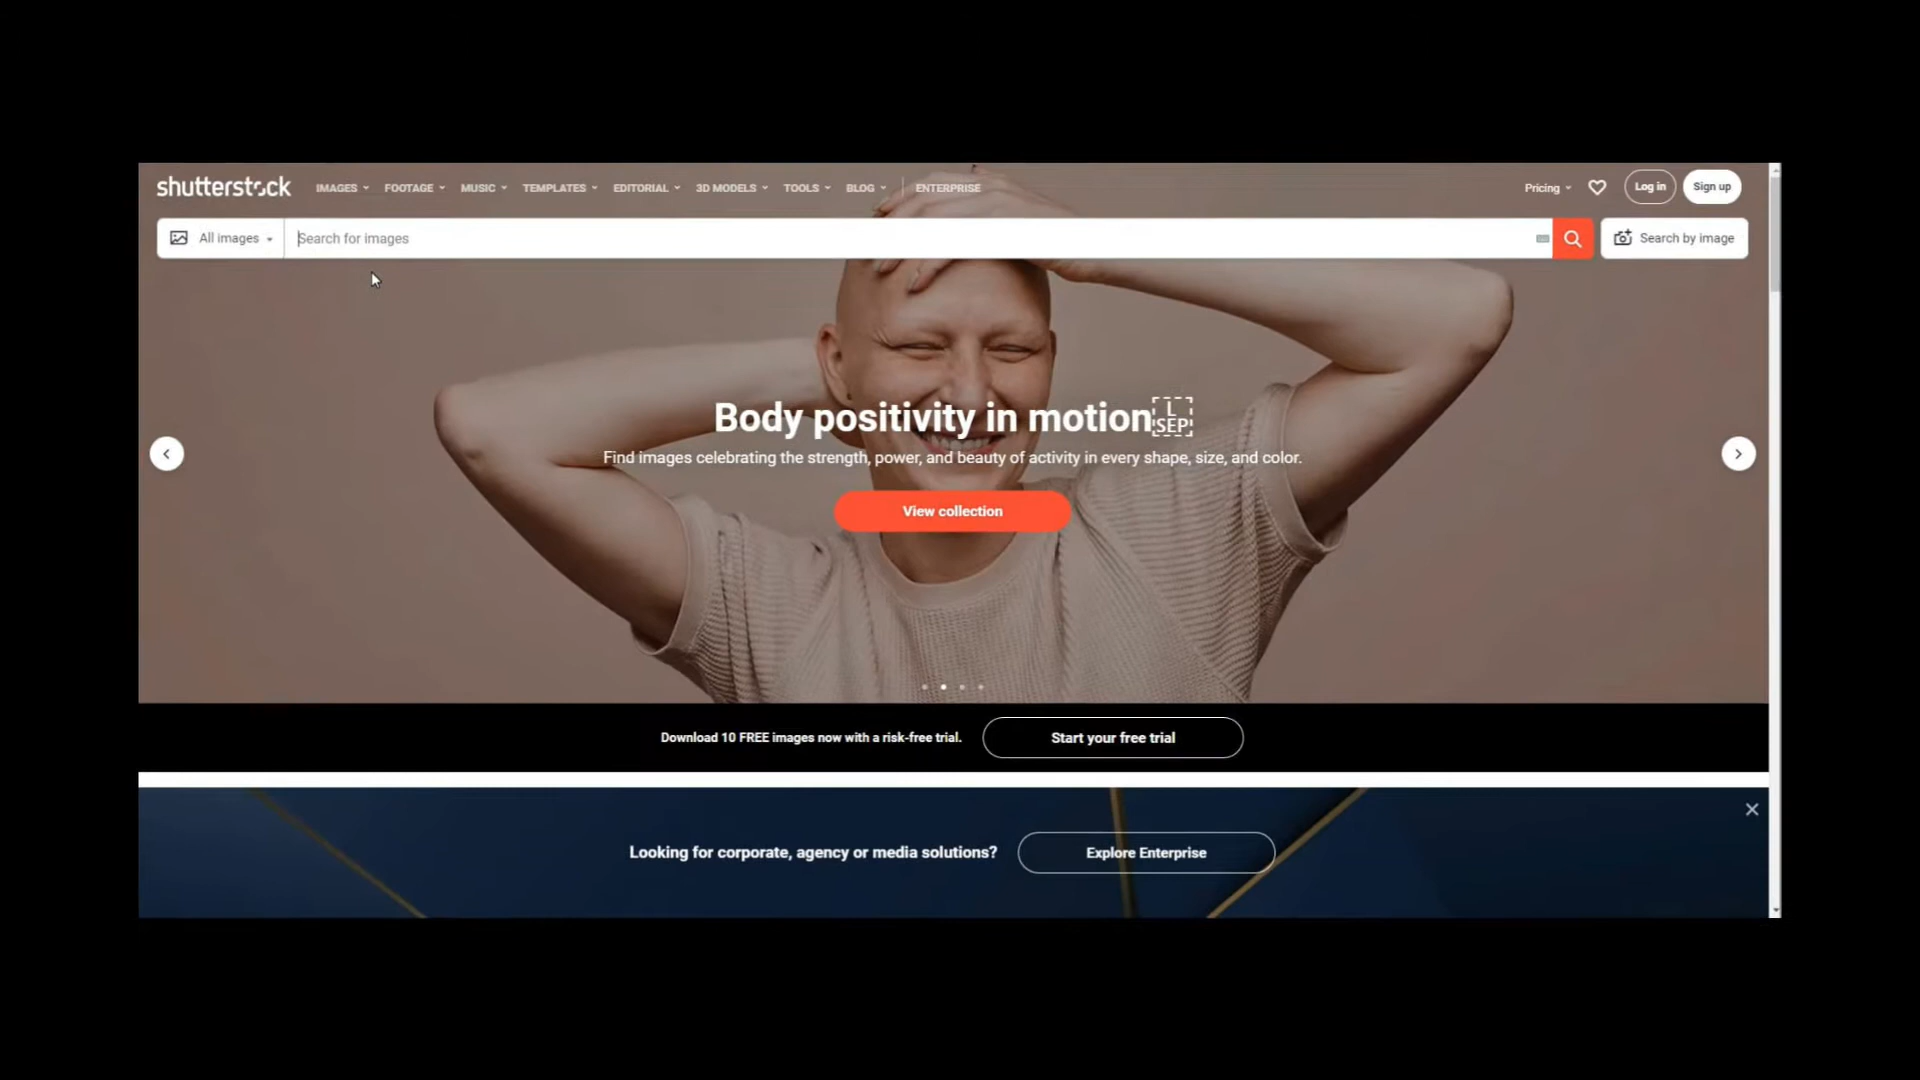 shutterstock IMAGES FOOTAGE MUSIC TEMPLATES EDITORIAL 3D MODELS TOOLS BLOG ENTERPRISE Pricing Log in Sign up
All images Search for images Search by image
Body positivity in motion L SEP
Find images celebrating the strength, power, and beauty of activity in every shape, size, and color.
View collection
Download 10 FREE images now with a risk-free trial. Start your free trial
Looking for corporate, agency or media solutions? Explore Enterprise